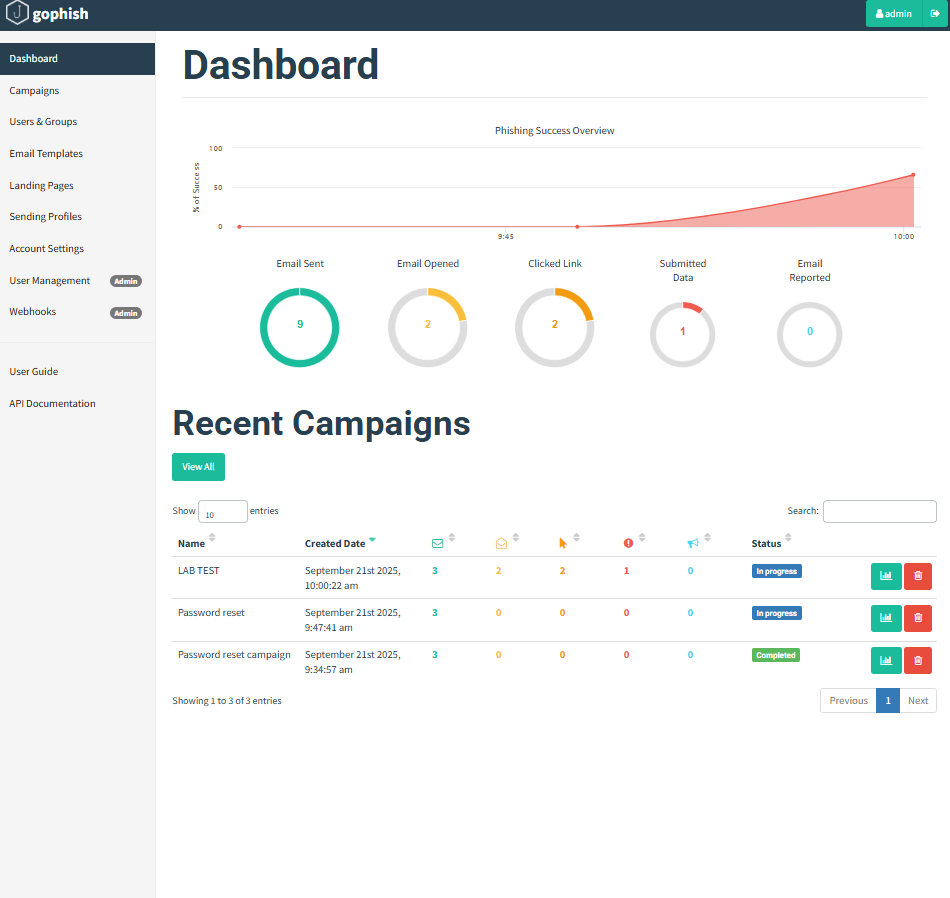 gophish
admin
Dashboard
Campaigns
Users & Groups
Email Templates
Landing Pages
Sending Profiles
Account Settings
User Management Admin
Webhooks Admin
User Guide
API Documentation
Dashboard
Phishing Success Overview
% of Success
100
50
0
9:45 10:00
Email Sent
9
Email Opened
2
Clicked Link
2
Submitted
Data
1
Email
Reported
0
Recent Campaigns
View All
Show 10 entries
Search:
Name Created Date Status
LAB TEST September 21st 2025, 3 2 2 1 0 In progress
10:00:22 am
Password reset September 21st 2025, 3 0 0 0 0 In progress
9:47:41 am
Password reset campaign September 21st 2025, 3 0 0 0 0 Completed
9:34:57 am
Showing 1 to 3 of 3 entries
Previous 1 Next